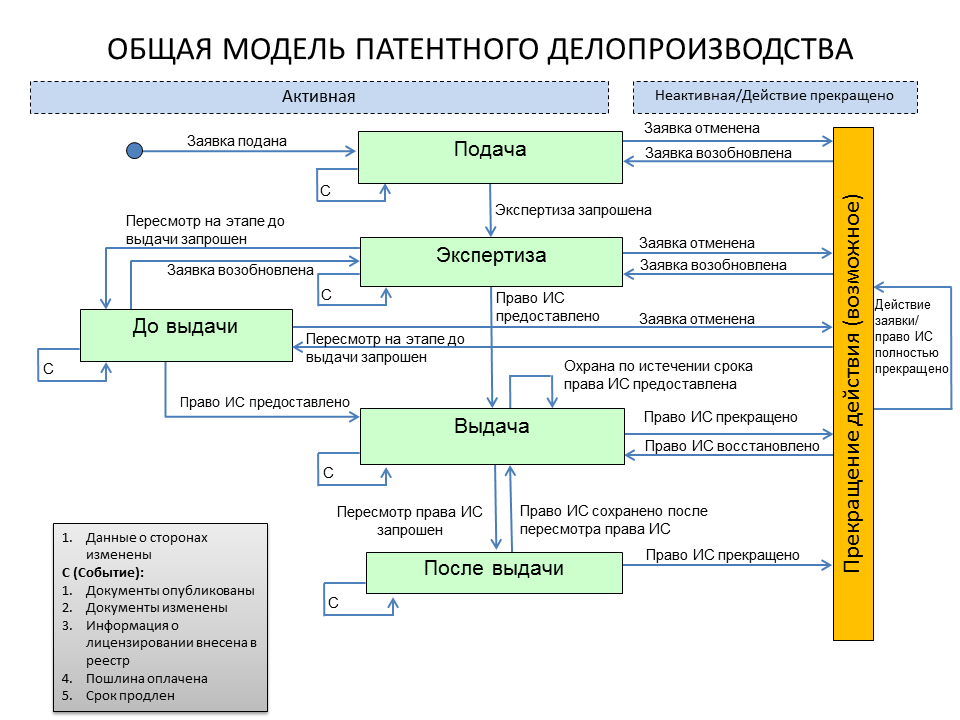 ОБЩАЯ МОДЕЛЬ ПАТЕНТНОГО ДЕЛОПРОИЗВОДСТВА
Активная
Неактивная/Действие прекращено
Заявка подана
Подача
Заявка отменена
Заявка возобновлена
С
Экспертиза запрошена
Пересмотр на этапе до
выдачи запрошен
Заявка возобновлена
Экспертиза
Заявка отменена
Заявка возобновлена
С
Право ИС
предоставлено
До выдачи
Заявка отменена
Пересмотр на этапе до
выдачи запрошен
С
Действие
заявки/
право ИС
полностью
прекращено
Прекращение действия (возможное)
Охрана по истечении срока
права ИС предоставлена
Право ИС предоставлено
Выдача
Право ИС прекращено
Право ИС восстановлено
С
Пересмотр права ИС
запрошен
Право ИС сохранено после
пересмотра права ИС
После выдачи
Право ИС прекращено
С
1. Данные о сторонах
изменены
С (Событие):
1. Документы опубликованы
2. Документы изменены
3. Информация о
лицензировании внесена в
реестр
4. Пошлина оплачена
5. Срок продлен